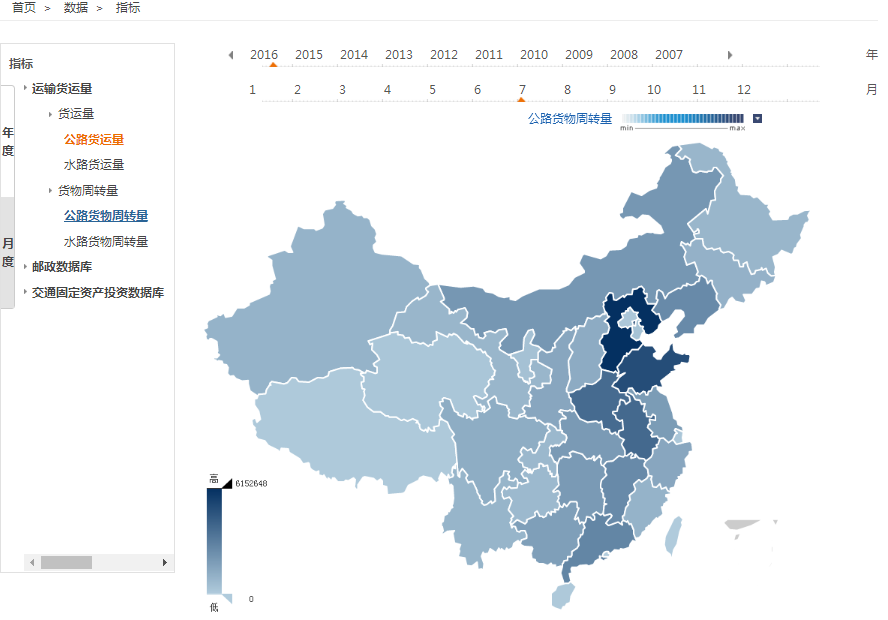 首页 > 数据 > 指标
指标
运输货运量
货运量
公路货运量
水路货运量
货物周转量
公路货物周转量
水路货物周转量
邮政数据库
交通固定资产投资数据库
年度
月度
2016 2015 2014 2013 2012 2011 2010 2009 2008 2007 年
1 2 3 4 5 6 7 8 9 10 11 12 月
公路货物周转量
min max
高
6152648
低
0